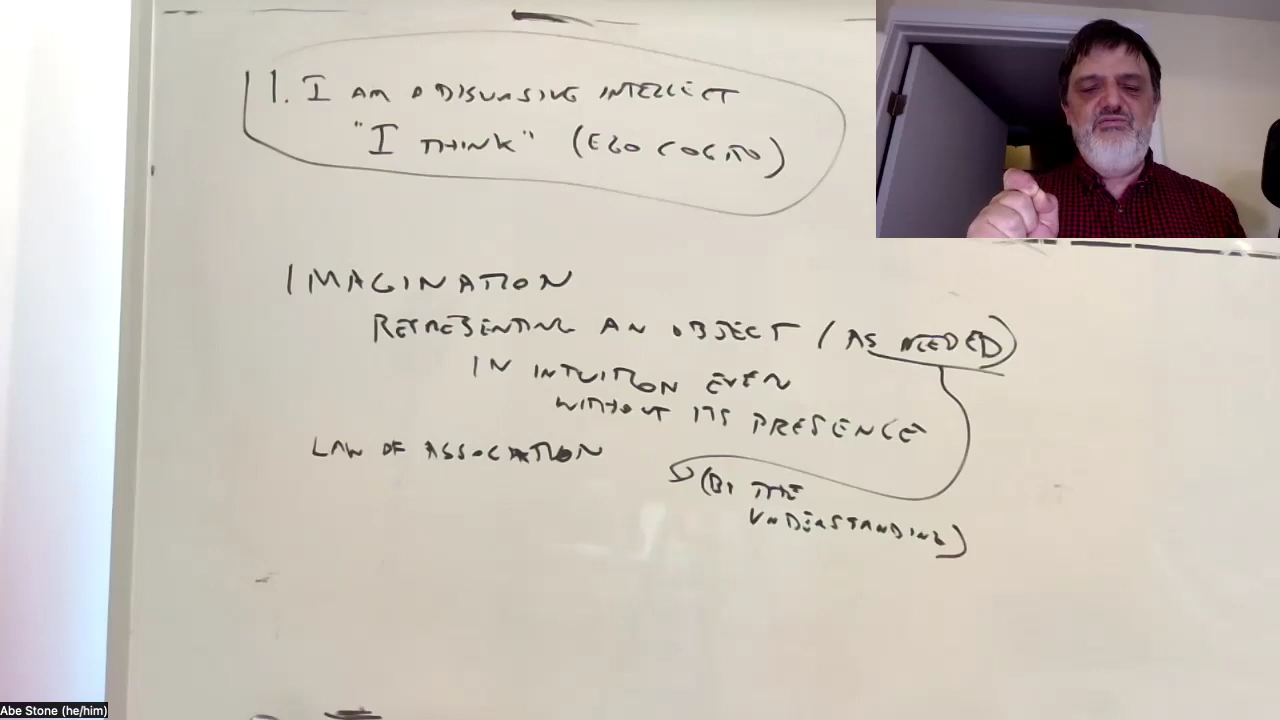 1. I AM A DISCURSIVE INTELLECT
"I THINK" (EGO COGITO)
IMAGINATION
REPRESENTING AN OBJECT (AS NEEDED)
IN INTUITION EVEN
WITHOUT ITS PRESENCE
LAW OF ASSOCIATION
(BY THE
UNDERSTANDING)
Abe Stone (he/him)